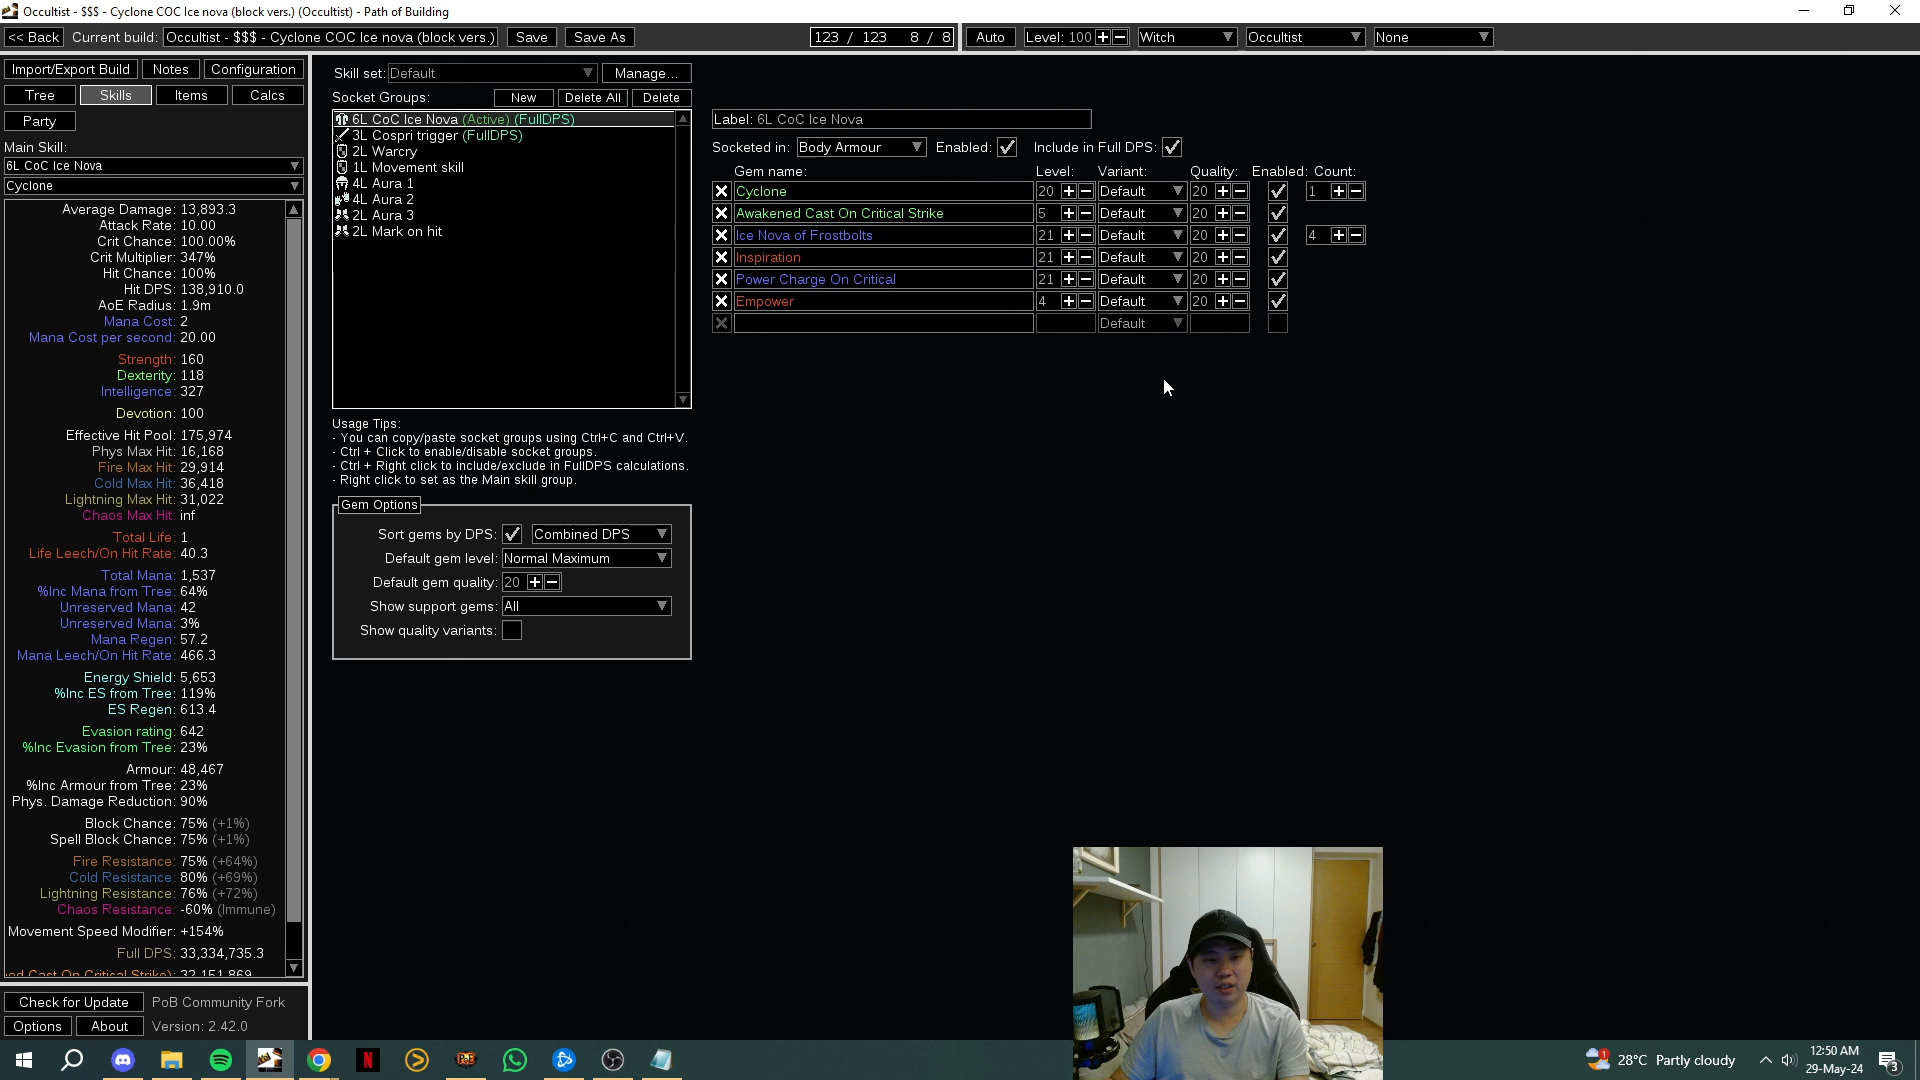 Occultist - $$$ - Cyclone COC Ice nova (block vers.) (Occultist) - Path of Building
<< Back Current build: Occultist - $$$ - Cyclone COC Ice nova (block vers.) Save Save As 123 / 123 8 / 8 Auto Level: 100 Witch Occultist None
Import/Export Build Notes Configuration
Tree Skills Items Calcs
Party
Main Skill:
6L CoC Ice Nova
Cyclone
Average Damage: 13,893.3
Attack Rate: 10.00
Crit Chance: 100.00%
Crit Multiplier: 347%
Hit Chance: 100%
Hit DPS: 138,910.0
AoE Radius: 1.9m
Mana Cost: 2
Mana Cost per second: 20.00
Strength: 160
Dexterity: 118
Intelligence: 327
Devotion: 100
Effective Hit Pool: 175,974
Phys Max Hit: 16,168
Fire Max Hit: 29,914
Cold Max Hit: 36,418
Lightning Max Hit: 31,022
Chaos Max Hit: inf
Total Life: 1
Life Leech/On Hit Rate: 40.3
Total Mana: 1,537
%Inc Mana from Tree: 64%
Unreserved Mana: 42
Unreserved Mana: 3%
Mana Regen: 57.2
Mana Leech/On Hit Rate: 466.3
Energy Shield: 5,653
%Inc ES from Tree: 119%
ES Regen: 613.4
Evasion rating: 642
%Inc Evasion from Tree: 23%
Armour: 48,467
%Inc Armour from Tree: 23%
Phys. Damage Reduction: 90%
Block Chance: 75% (+1%)
Spell Block Chance: 75% (+1%)
Fire Resistance: 75% (+64%)
Cold Resistance: 80% (+69%)
Lightning Resistance: 76% (+72%)
Chaos Resistance: -60% (Immune)
Movement Speed Modifier: +154%
Full DPS: 33,334,735.3
ed Cast On Critical Strike): 32,151,869
Check for Update PoB Community Fork
Options About Version: 2.42.0
Skill set: Default Manage...
Socket Groups: New Delete All Delete
6L CoC Ice Nova (Active) (FullDPS)
3L Cospri trigger (FullDPS)
2L Warcry
1L Movement skill
4L Aura 1
4L Aura 2
2L Aura 3
2L Mark on hit
Usage Tips:
- You can copy/paste socket groups using Ctrl+C and Ctrl+V.
- Ctrl + Click to enable/disable socket groups.
- Ctrl + Right click to include/exclude in FullDPS calculations.
- Right click to set as the Main skill group.
Gem Options
Sort gems by DPS: Combined DPS
Default gem level: Normal Maximum
Default gem quality: 20
Show support gems: All
Show quality variants:
Label: 6L CoC Ice Nova
Socketed in: Body Armour Enabled: Include in Full DPS:
Gem name: Level: Variant: Quality: Enabled: Count:
Cyclone 20 Default 20 1
Awakened Cast On Critical Strike 5 Default 20
Ice Nova of Frostbolts 21 Default 20 4
Inspiration 21 Default 20
Power Charge On Critical 21 Default 20
Empower 4 Default 20
Default
28°C Partly cloudy
12:50 AM
29-May-24
3